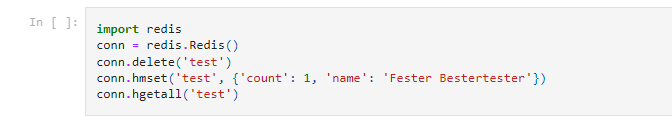 In [ ]:
import redis
conn = redis.Redis()
conn.delete('test')
conn.hmset('test', {'count': 1, 'name': 'Fester Bestertester'})
conn.hgetall('test')